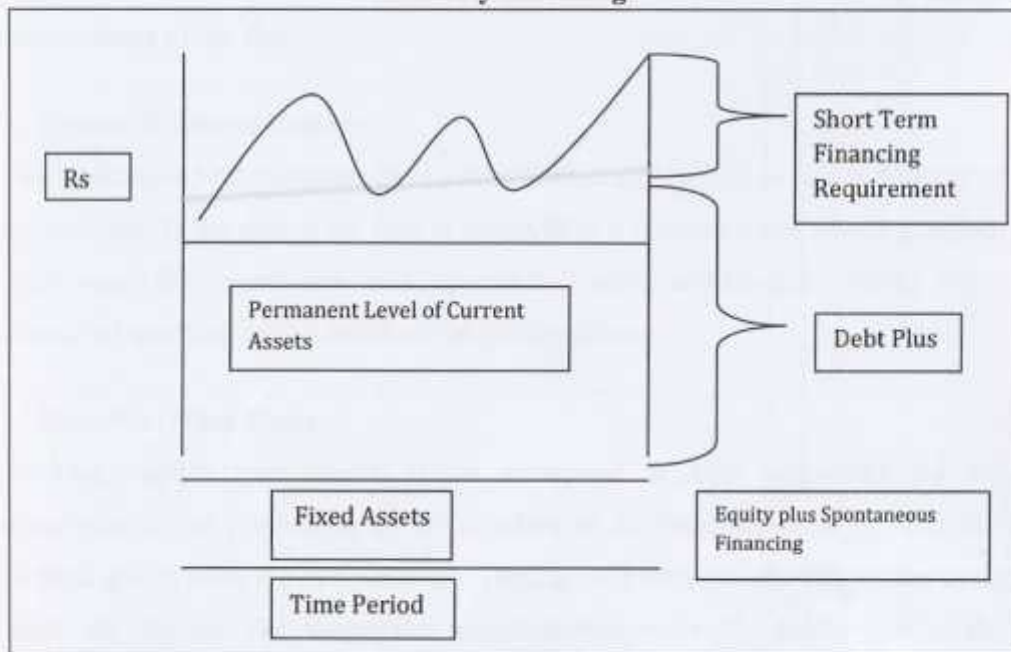 Rs
Short Term
Financing
Requirement
Permanent Level of Current
Assets
Debt Plus
Fixed Assets
Equity plus Spontaneous
Financing
Time Period